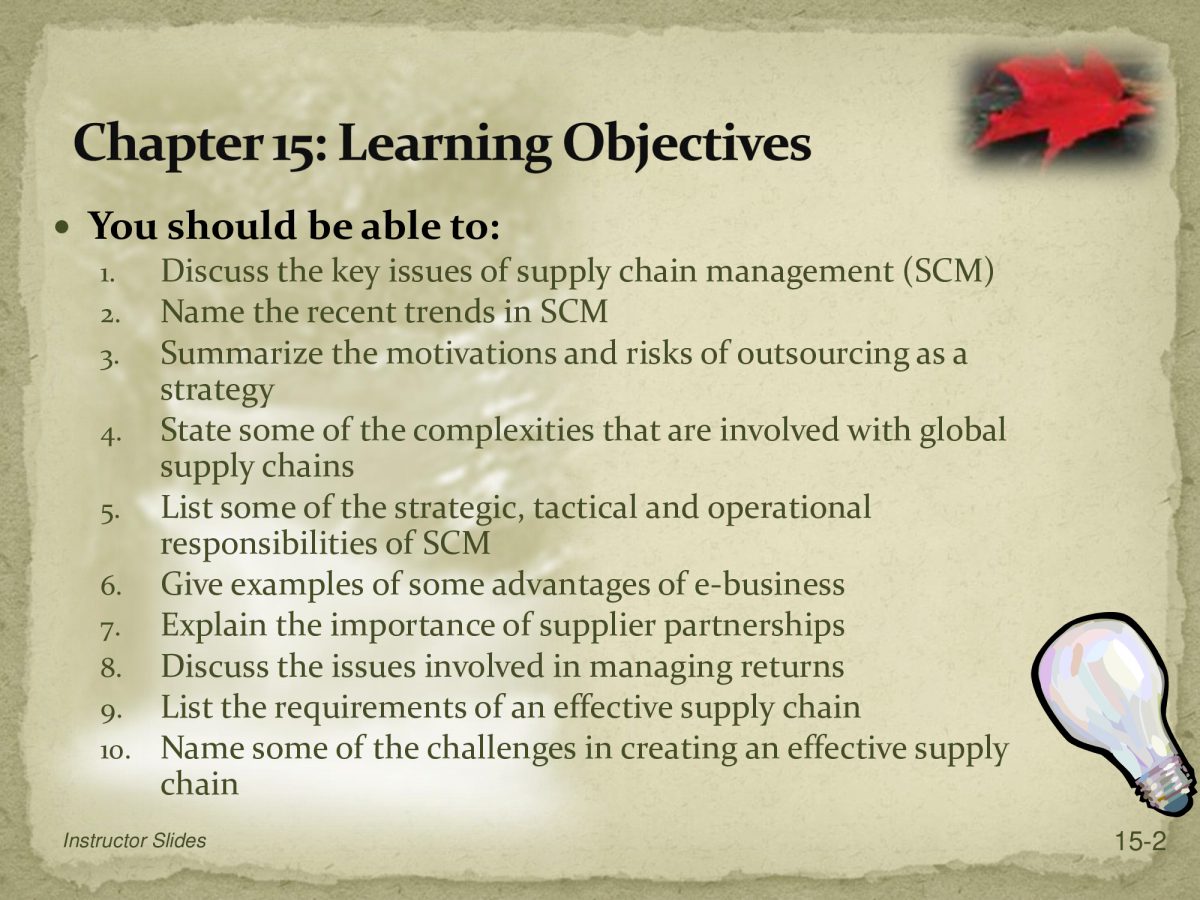 Chapter 15: Learning Objectives
• You should be able to:
1. Discuss the key issues of supply chain management (SCM)
2. Name the recent trends in SCM
3. Summarize the motivations and risks of outsourcing as a
strategy
4. State some of the complexities that are involved with global
supply chains
5. List some of the strategic, tactical and operational
responsibilities of SCM
6. Give examples of some advantages of e-business
7. Explain the importance of supplier partnerships
8. Discuss the issues involved in managing returns
9. List the requirements of an effective supply chain
10. Name some of the challenges in creating an effective supply
chain
Instructor Slides
15-2